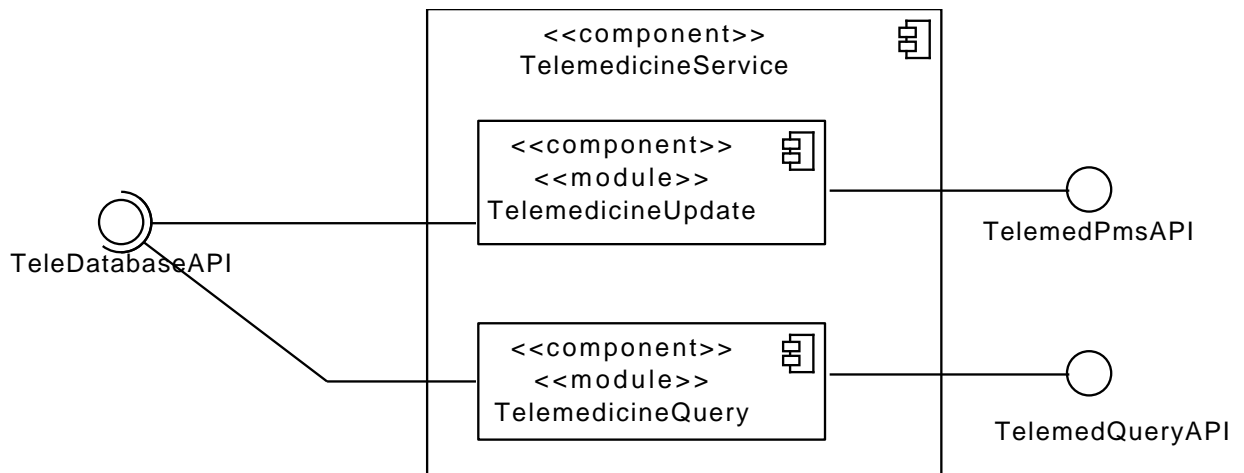 <<component>>
TelemedicineService
<<component>>
<<module>>
TelemedicineUpdate
TeleDatabaseAPI
TelemedPmsAPI
<<component>>
<<module>>
TelemedicineQuery
TelemedQueryAPI